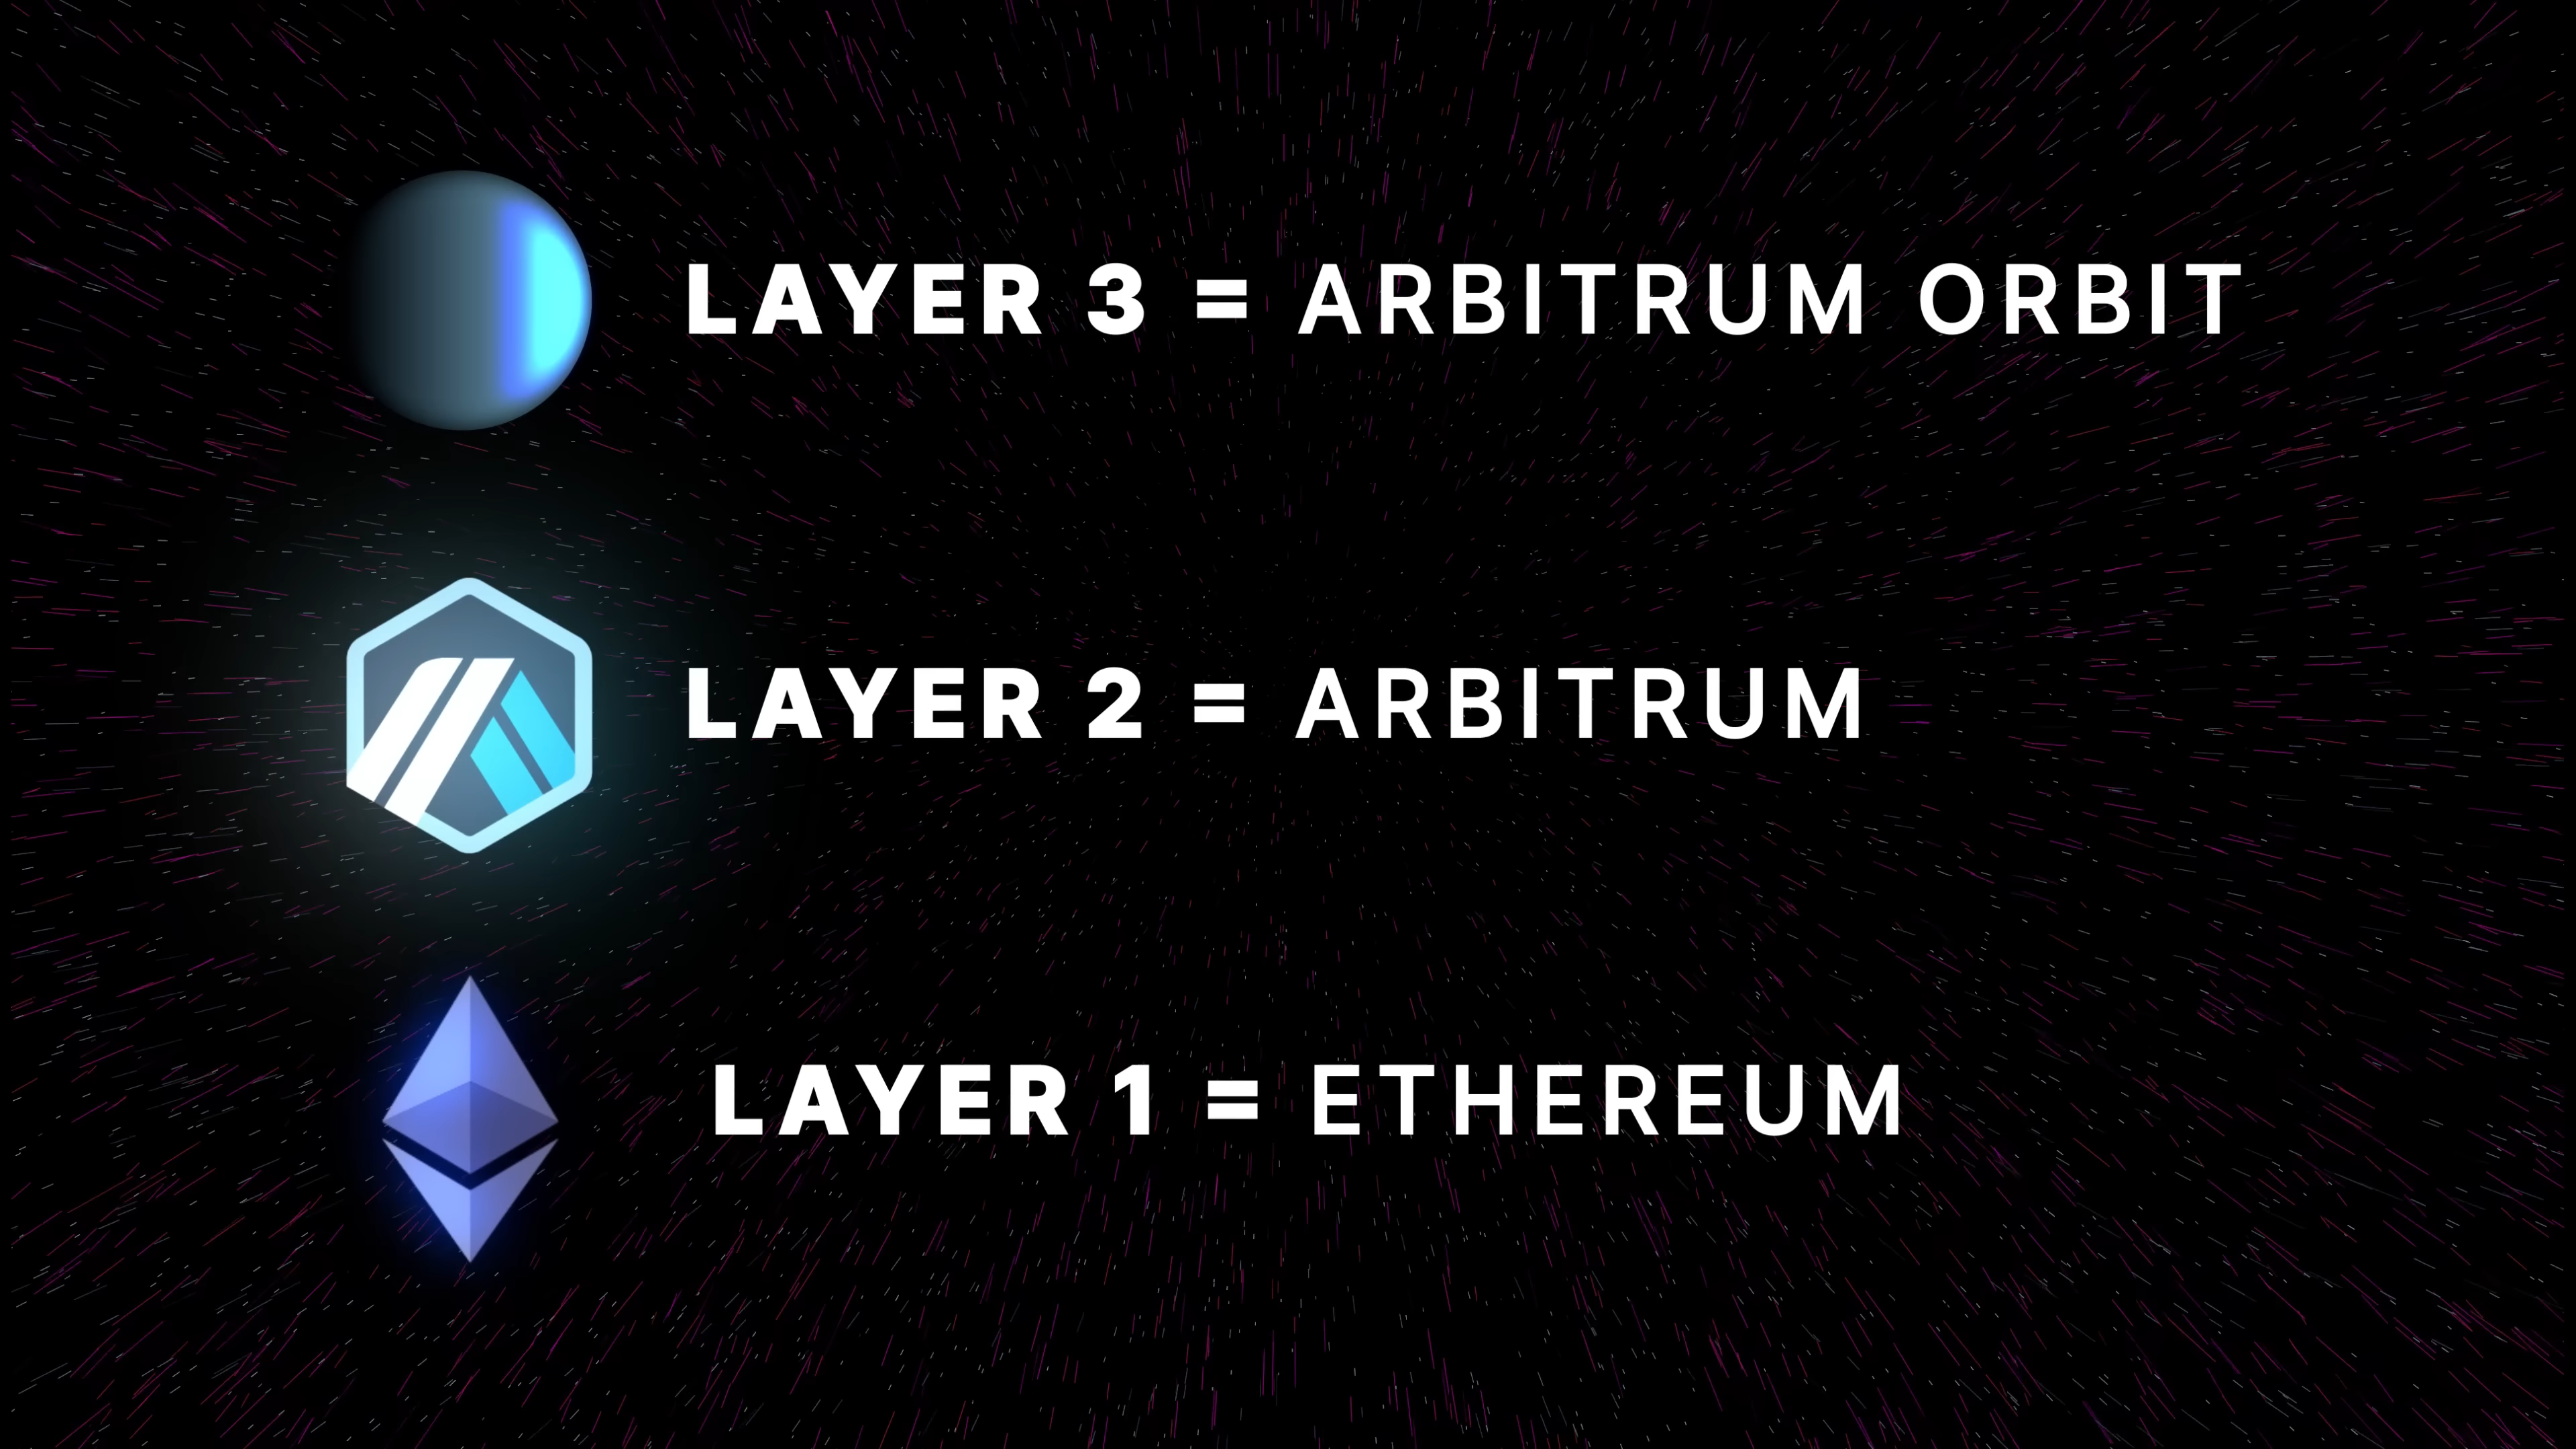 LAYER 3 = ARBITRUM ORBIT
LAYER 2 = ARBITRUM
LAYER 1 = ETHEREUM